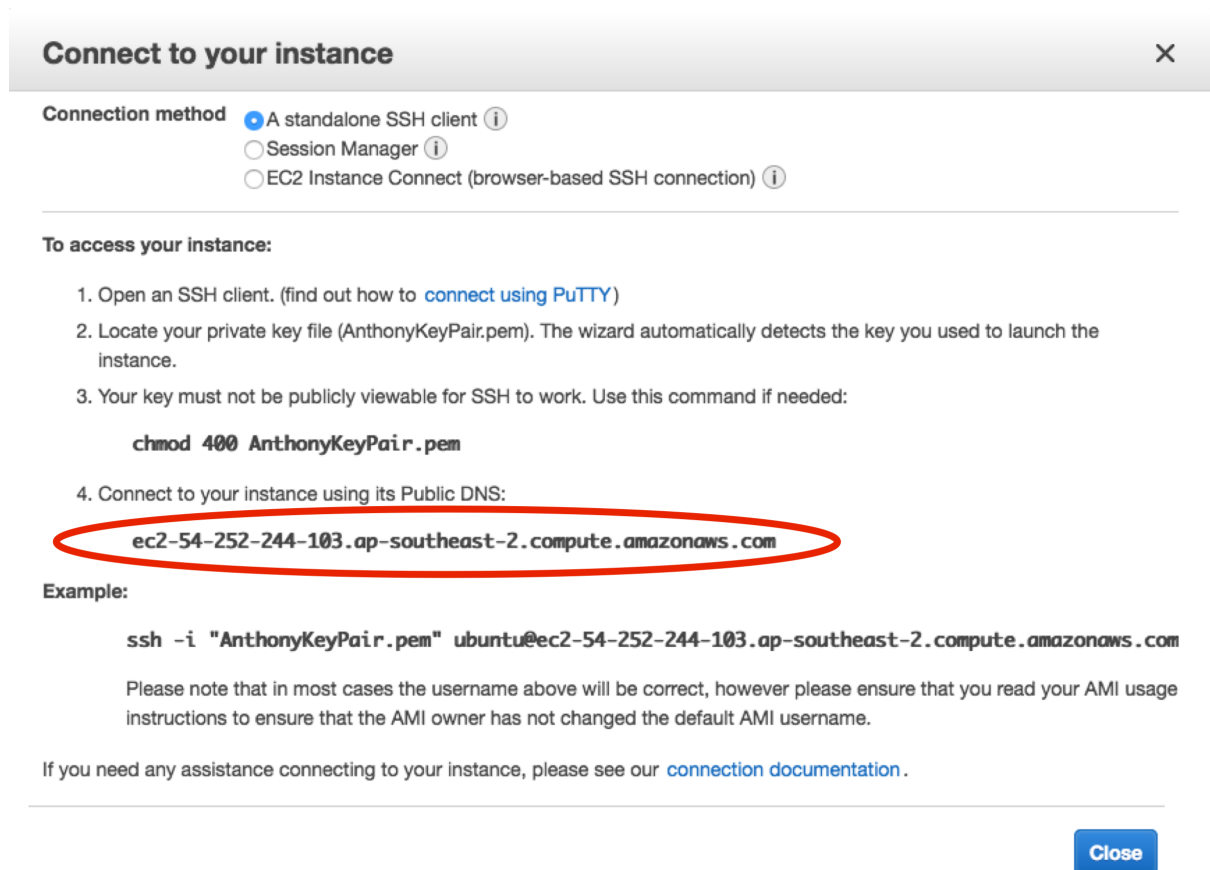 Connect to your instance
Connection method
A standalone SSH client i
Session Manager i
EC2 Instance Connect (browser-based SSH connection) i
To access your instance:
1. Open an SSH client. (find out how to connect using PuTTY)
2. Locate your private key file (AnthonyKeyPair.pem). The wizard automatically detects the key you used to launch the
instance.
3. Your key must not be publicly viewable for SSH to work. Use this command if needed:
chmod 400 AnthonyKeyPair.pem
4. Connect to your instance using its Public DNS:
ec2-54-252-244-103.ap-southeast-2.compute.amazonaws.com
Example:
ssh -i "AnthonyKeyPair.pem" ubuntu@ec2-54-252-244-103.ap-southeast-2.compute.amazonaws.com
Please note that in most cases the username above will be correct, however please ensure that you read your AMI usage
instructions to ensure that the AMI owner has not changed the default AMI username.
If you need any assistance connecting to your instance, please see our connection documentation.
Close